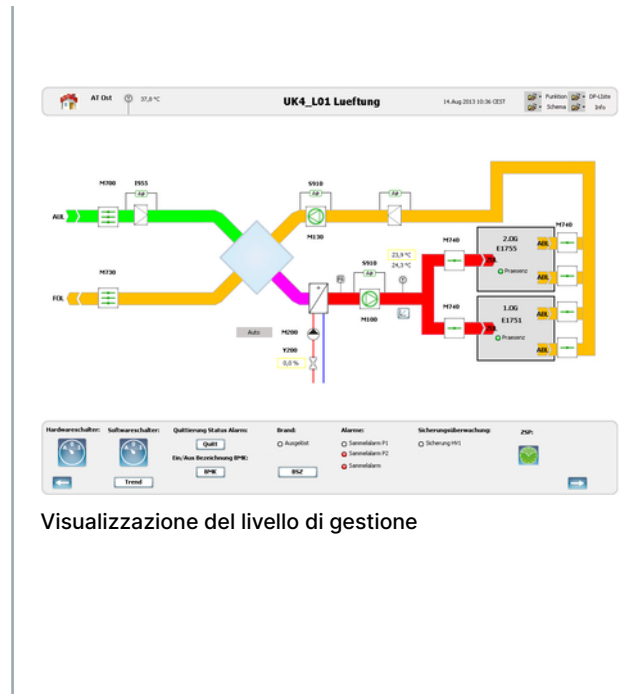 AT Ost
37,8 °C
UK4_L01 Lueftung
14.Aug 2013 10:36 CEST
Funktion
DP-Liste
Schema
Info
M700
I955
S910
AUL
M130
M740
2.OG
E1755
ABL
Praesenz
ABL
M740
23,9 °C
24,3 °C
S910
M730
FOL
M100
M740
1.OG
E1751
ABL
Praesenz
ABL
Auto
M200
Y200
0,0 %
Hardwareschalter:
Softwareschalter:
Quittierung Status Alarm:
Brand:
Alarme:
Sicherungsüberwachung:
ZSP:
Quitt
Ausgelöst
Sammelalarm P1
Sicherung HV1
Ein/Aus Bezeichnung BMK:
Sammelalarm P2
BMK
BSZ
Sammelalarm
Trend
Visualizzazione del livello di gestione